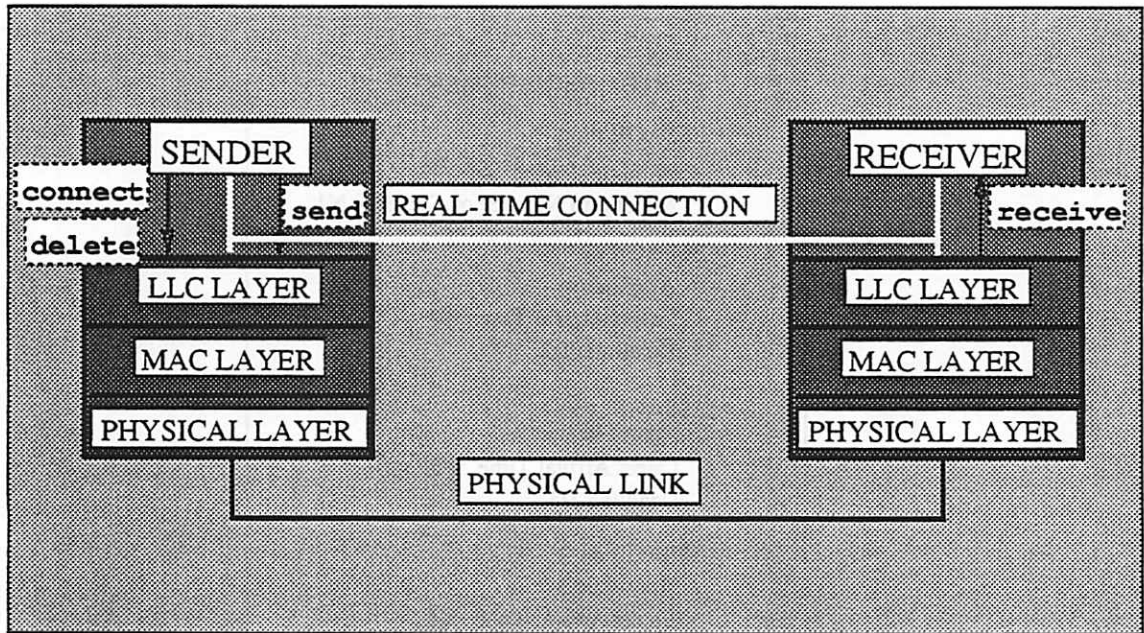 SENDER
RECEIVER
connect
send
REAL-TIME CONNECTION
receive
delete
LLC LAYER
LLC LAYER
MAC LAYER
MAC LAYER
PHYSICAL LAYER
PHYSICAL LAYER
PHYSICAL LINK